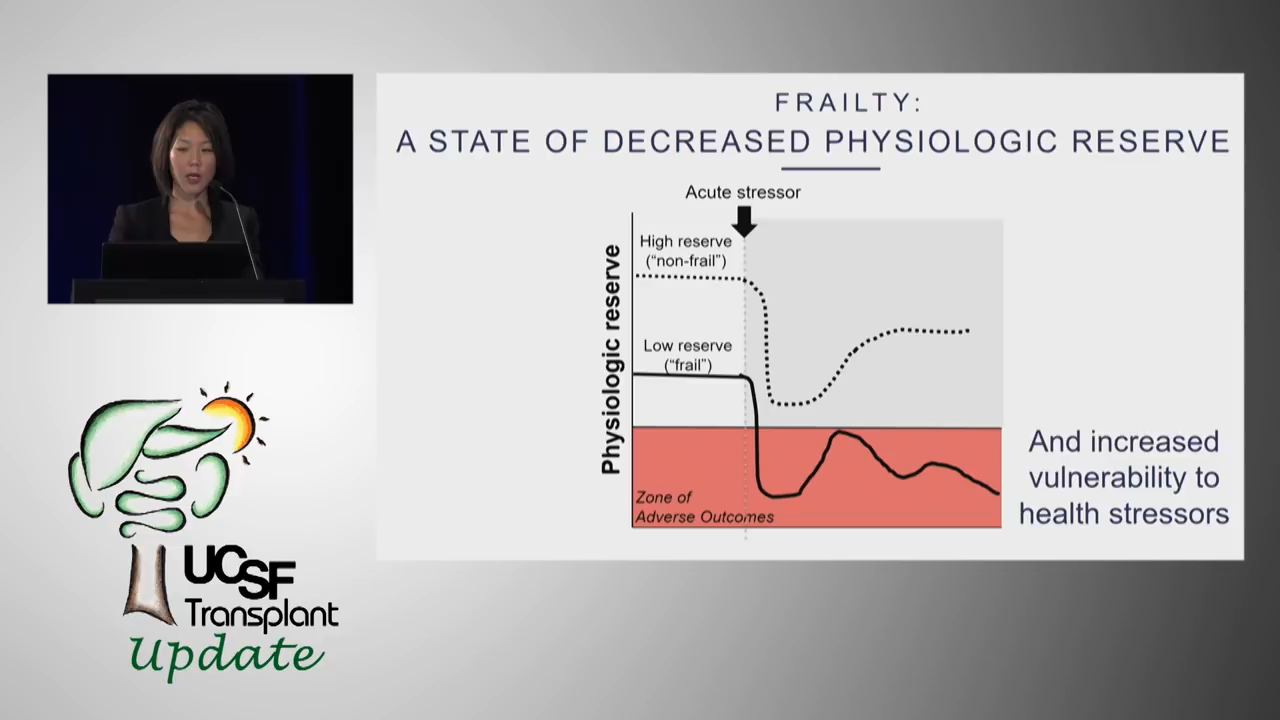 FRAILTY:
A STATE OF DECREASED PHYSIOLOGIC RESERVE
Acute stressor
Physiologic reserve
High reserve
(“non-frail”)
Low reserve
(“frail”)
Zone of
Adverse Outcomes
And increased
vulnerability to
health stressors
UCSF
Transplant
Update